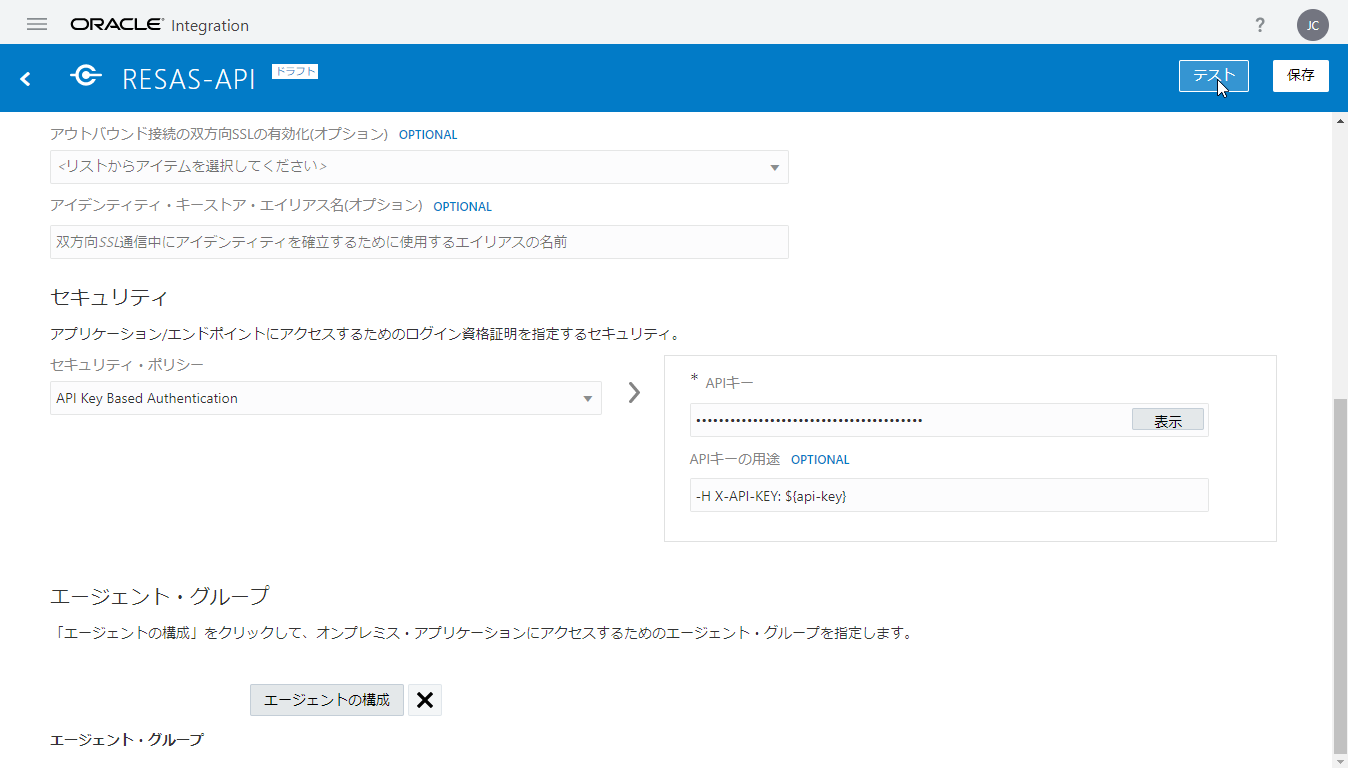 ORACLE Integration
?
JC
RESAS-API ドラフト
テスト
保存
アウトバウンド接続の双方向SSLの有効化(オプション) OPTIONAL
<リストからアイテムを選択してください>
アイデンティティ・キーストア・エイリアス名(オプション) OPTIONAL
双方向SSL通信中にアイデンティティを確立するために使用するエイリアスの名前
セキュリティ
アプリケーション/エンドポイントにアクセスするためのログイン資格証明を指定するセキュリティ。
セキュリティ・ポリシー
API Key Based Authentication
* APIキー
表示
APIキーの用途 OPTIONAL
-H X-API-KEY: ${api-key}
エージェント・グループ
「エージェントの構成」をクリックして、オンプレミス・アプリケーションにアクセスするためのエージェント・グループを指定します。
エージェントの構成
エージェント・グループ